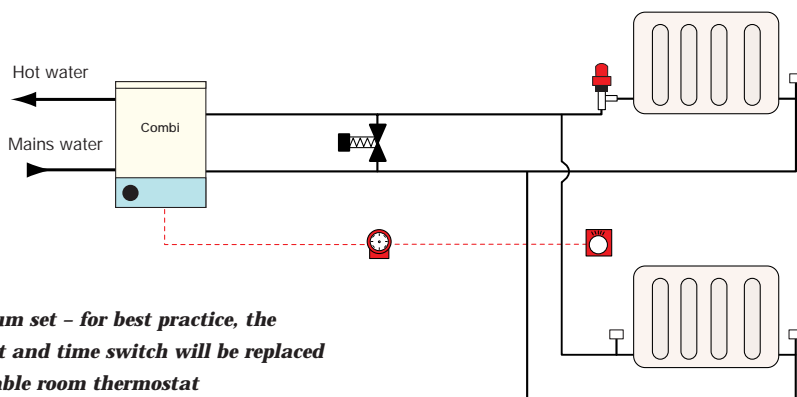 Hot water
Combi
Mains water
um set – for best practice, the
t and time switch will be replaced
able room thermostat